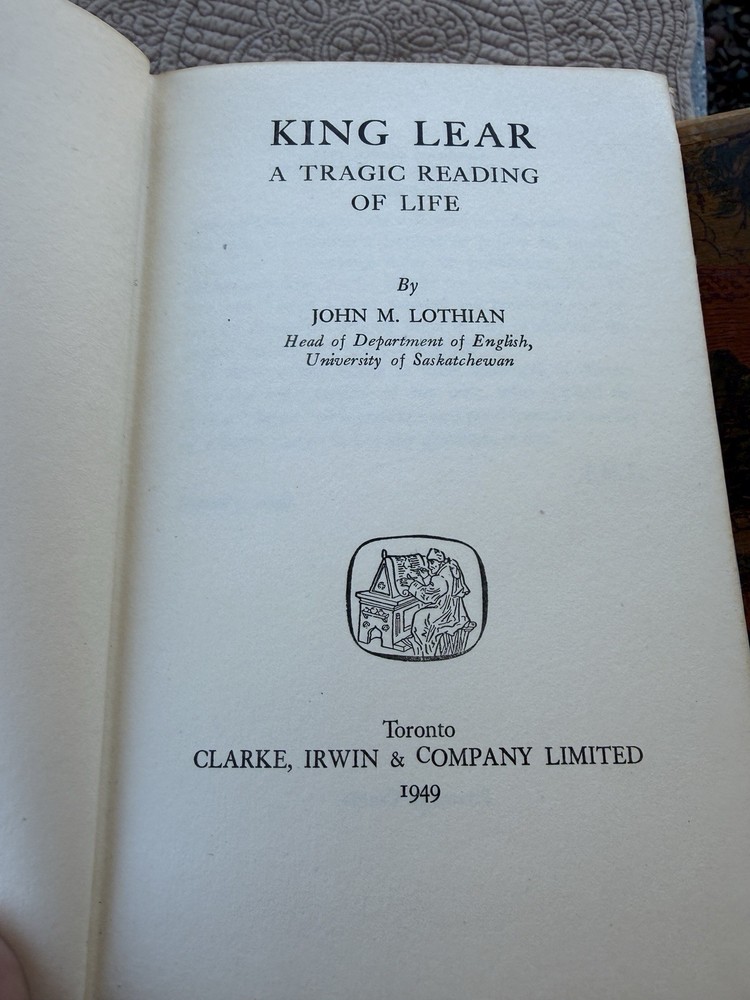 KING LEAR
A TRAGIC READING
OF LIFE
By
JOHN M. LOTHIAN
Head of Department of English,
University of Saskatchewan
Toronto
CLARKE, IRWIN & COMPANY LIMITED
1949